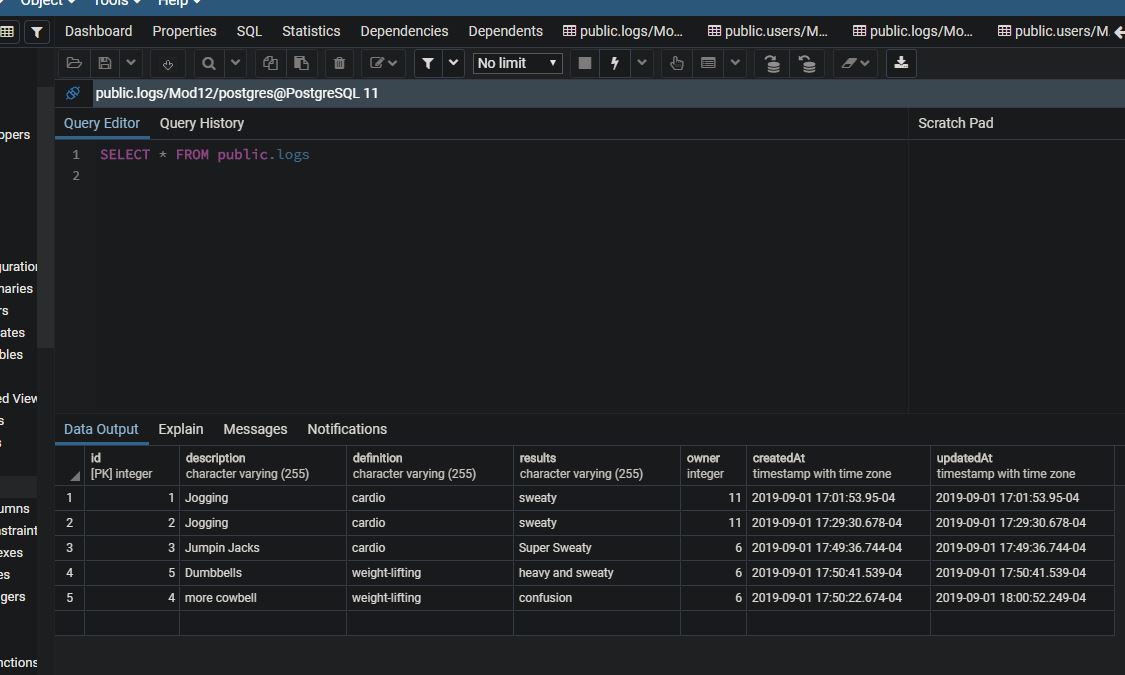 Object Tools Help
Dashboard Properties SQL Statistics Dependencies Dependents public.logs/Mo... public.users/M... public.logs/Mo... public.users/M.
No limit
public.logs/Mod12/postgres@PostgreSQL 11
Query Editor Query History Scratch Pad
1 SELECT * FROM public.logs
2
ppers
guration
naries
rs
ates
bles
ed View
s
s
umns
nstraint
exes
es
ggers
nctions
Data Output Explain Messages Notifications
id description definition results owner createdAt updatedAt
[PK] integer character varying (255) character varying (255) character varying (255) integer timestamp with time zone timestamp with time zone
1 1 Jogging cardio sweaty 11 2019-09-01 17:01:53.95-04 2019-09-01 17:01:53.95-04
2 2 Jogging cardio sweaty 11 2019-09-01 17:29:30.678-04 2019-09-01 17:29:30.678-04
3 3 Jumpin Jacks cardio Super Sweaty 6 2019-09-01 17:49:36.744-04 2019-09-01 17:49:36.744-04
4 5 Dumbbells weight-lifting heavy and sweaty 6 2019-09-01 17:50:41.539-04 2019-09-01 17:50:41.539-04
5 4 more cowbell weight-lifting confusion 6 2019-09-01 17:50:22.674-04 2019-09-01 18:00:52.249-04